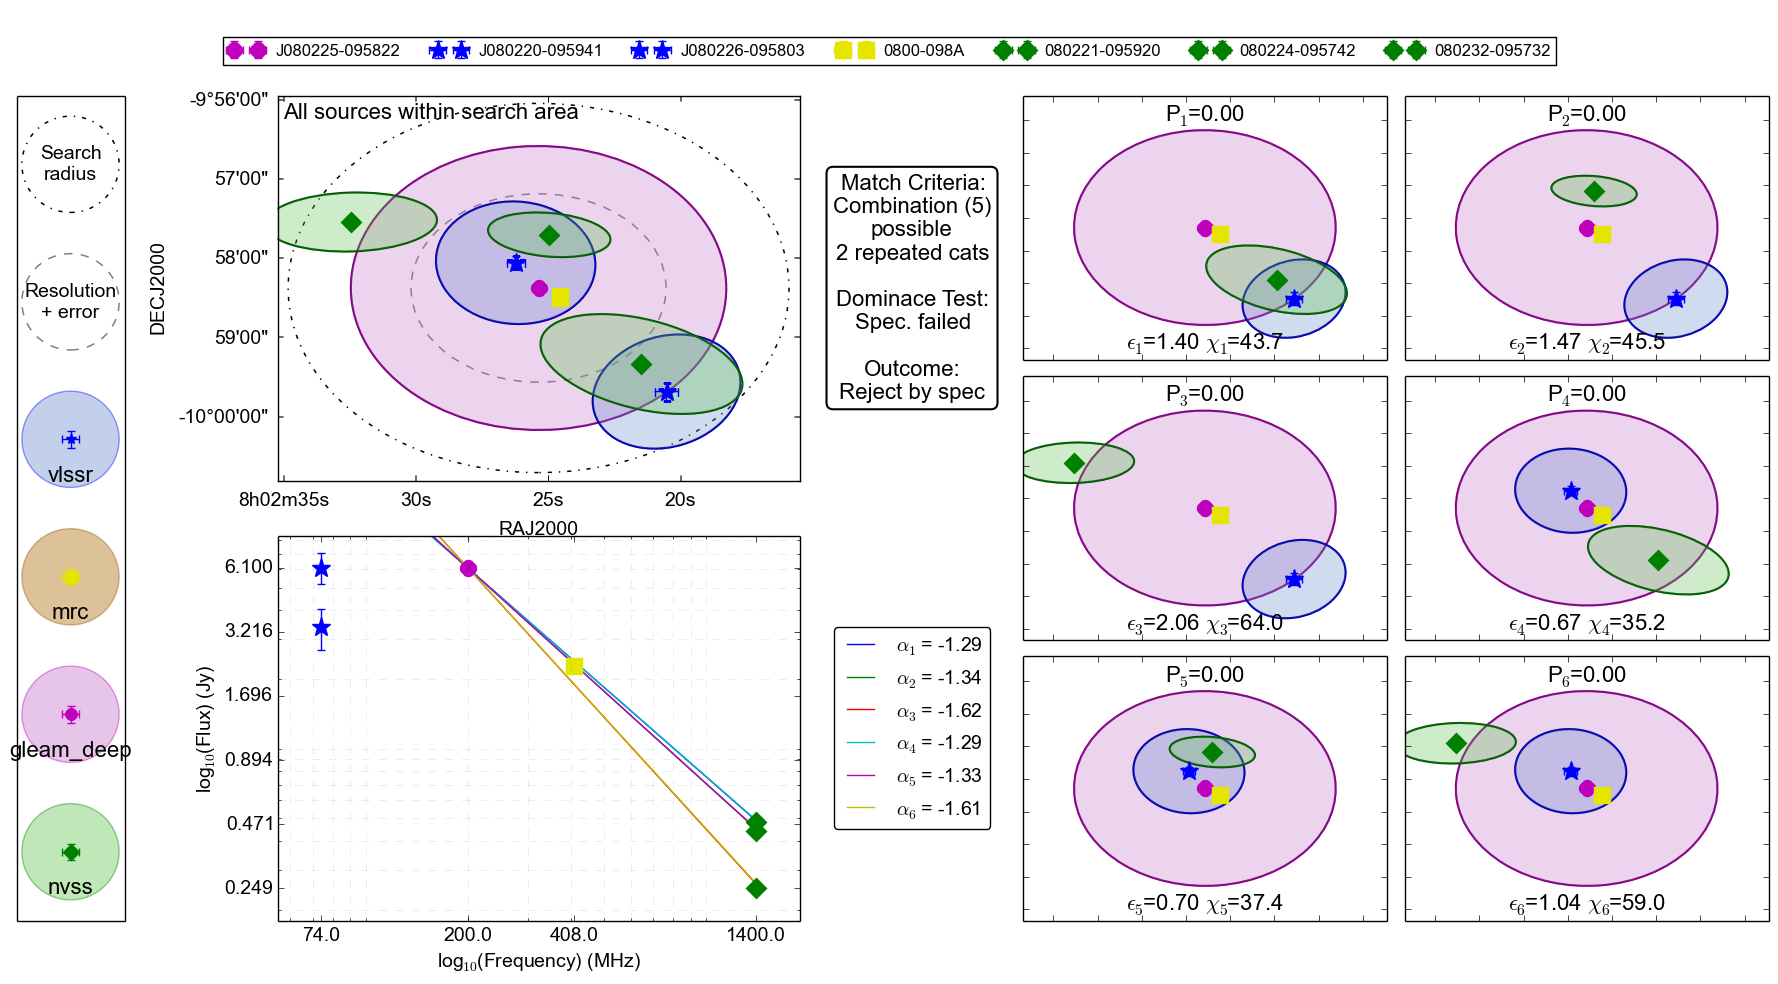 J080225-095822 J080220-095941 J080226-095803 0800-098A 080221-095920 080224-095742 080232-095732
Search
radius
Resolution
+ error
vlssr
mrc
gleam_deep
nvss
All sources within search area
-9°56'00"
57'00"
58'00"
59'00"
-10°00'00"
DECJ2000
8h02m35s 30s 25s 20s
RAJ2000
6.100
3.216
1.696
0.894
0.471
0.249
log10(Flux) (Jy)
74.0 200.0 408.0 1400.0
log10(Frequency) (MHz)
Match Criteria:
Combination (5)
possible
2 repeated cats
Dominace Test:
Spec. failed
Outcome:
Reject by spec
α1 = -1.29
α2 = -1.34
α3 = -1.62
α4 = -1.29
α5 = -1.33
α6 = -1.61
P1=0.00
ϵ1=1.40 χ1=43.7
P2=0.00
ϵ2=1.47 χ2=45.5
P3=0.00
ϵ3=2.06 χ3=64.0
P4=0.00
ϵ4=0.67 χ4=35.2
P5=0.00
ϵ5=0.70 χ5=37.4
P6=0.00
ϵ6=1.04 χ6=59.0